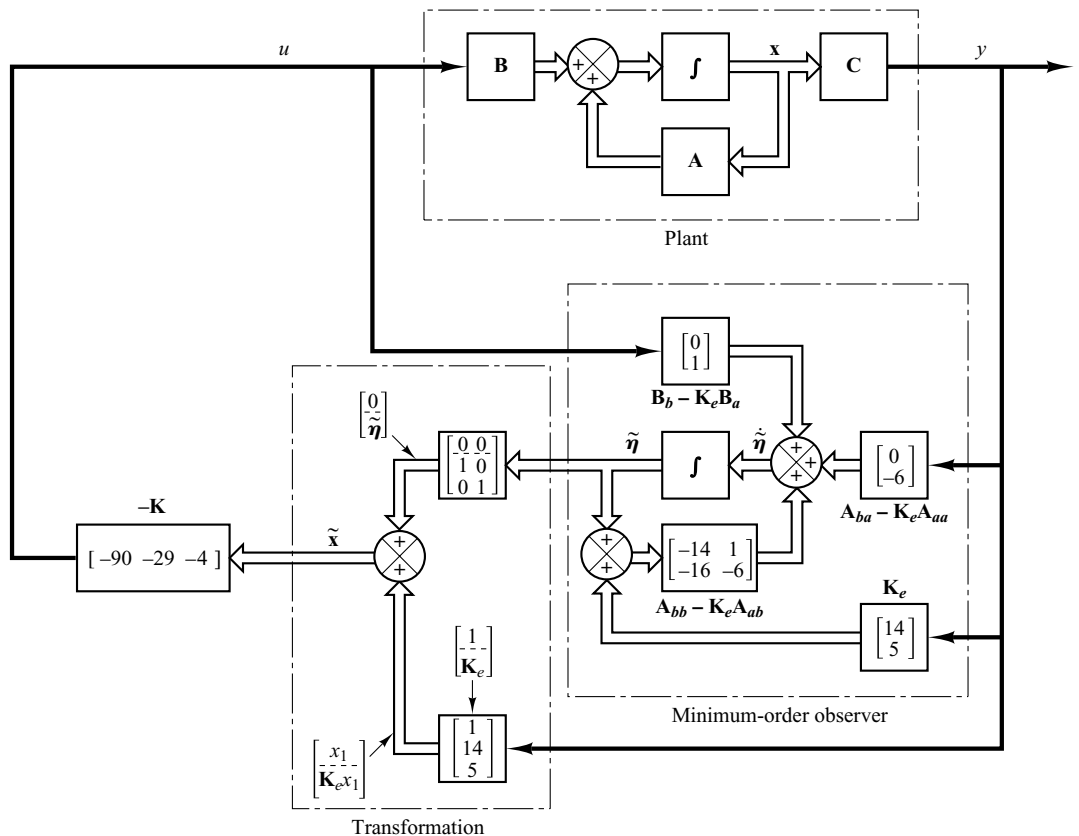 u
x
y
B
+
+
∫
C
A
Plant
[0
1]
B_b – K_eB_a
[0
η̃]
[0 0
1 0
0 1]
η̃
∫
η̃̇
+
+
+
[0
–6]
A_ba – K_eA_aa
–K
[ –90 –29 –4 ]
x̃
+
+
+
+
[–14 1
–16 –6]
A_bb – K_eA_ab
K_e
[14
5]
[1
K_e]
[1
14
5]
[x_1
K_ex_1]
Minimum-order observer
Transformation